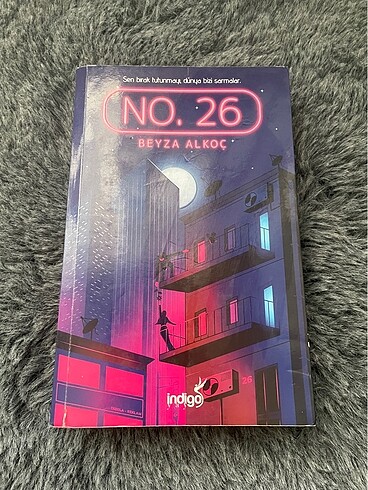 Sen bırak tutunmayı, dünya bizi sarmalar.
NO. 26
BEYZA ALKOÇ
26
indigo